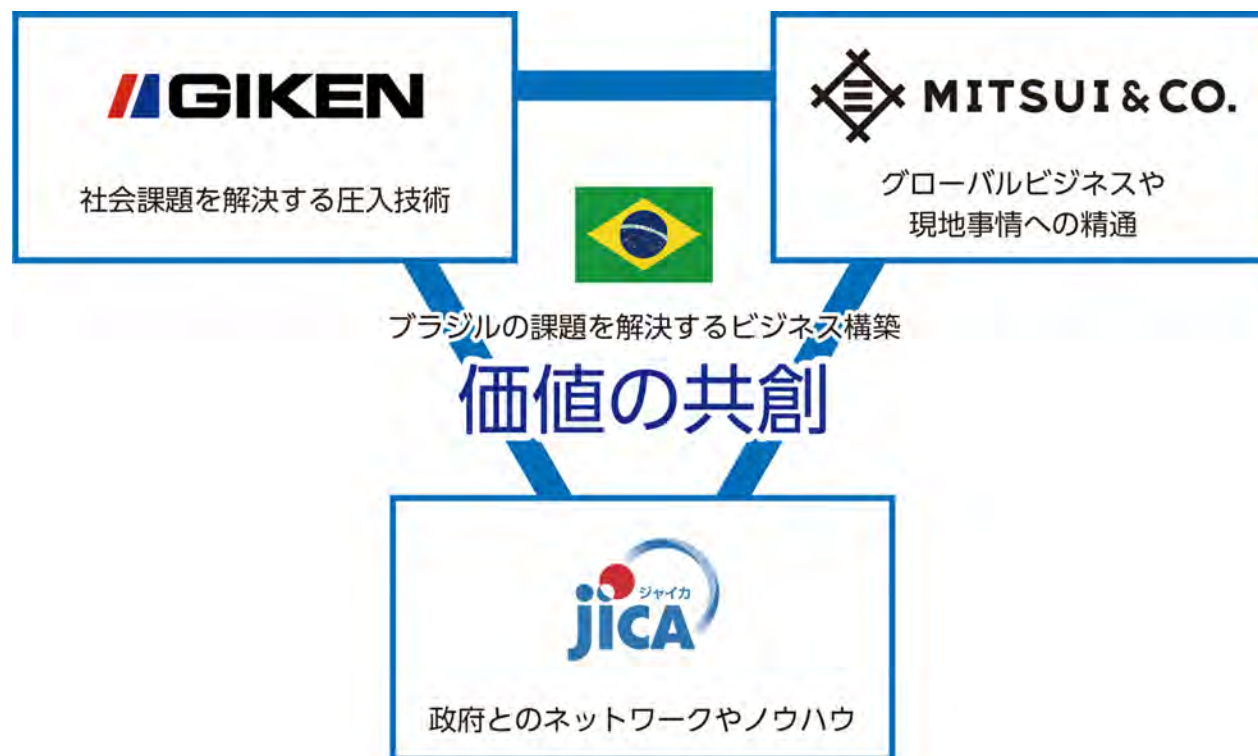 GIKEN
社会課題を解決する圧入技術
MITSUI & CO.
グローバルビジネスや
現地事情への精通
ブラジルの課題を解決するビジネス構築
価値の共創
ジャイカ
jICA
政府とのネットワークやノウハウ